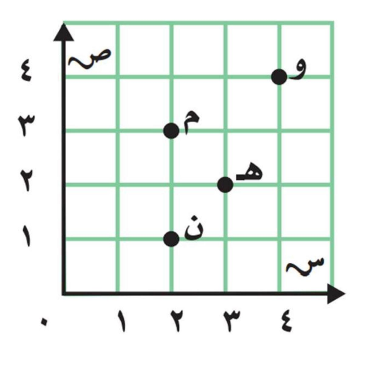 ص
٤
و
٣
م
٢
هـ
١
ن
س
٠ ١ ٢ ٣ ٤